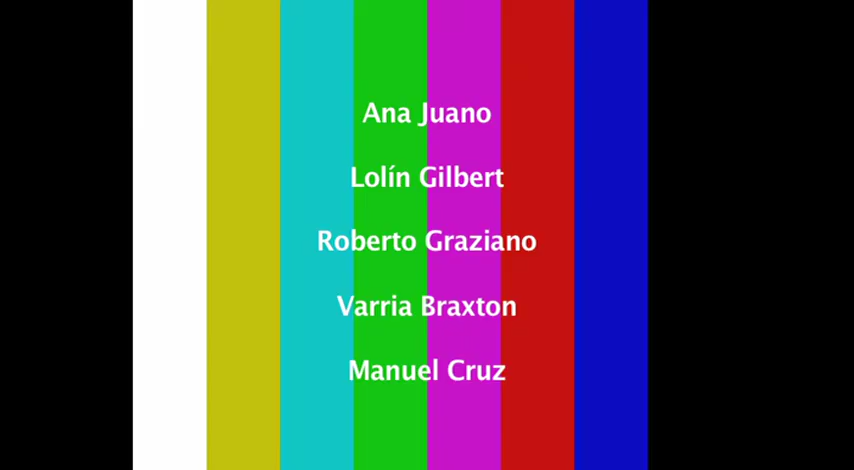 Ana Juano
Lolín Gilbert
Roberto Graziano
Varria Braxton
Manuel Cruz